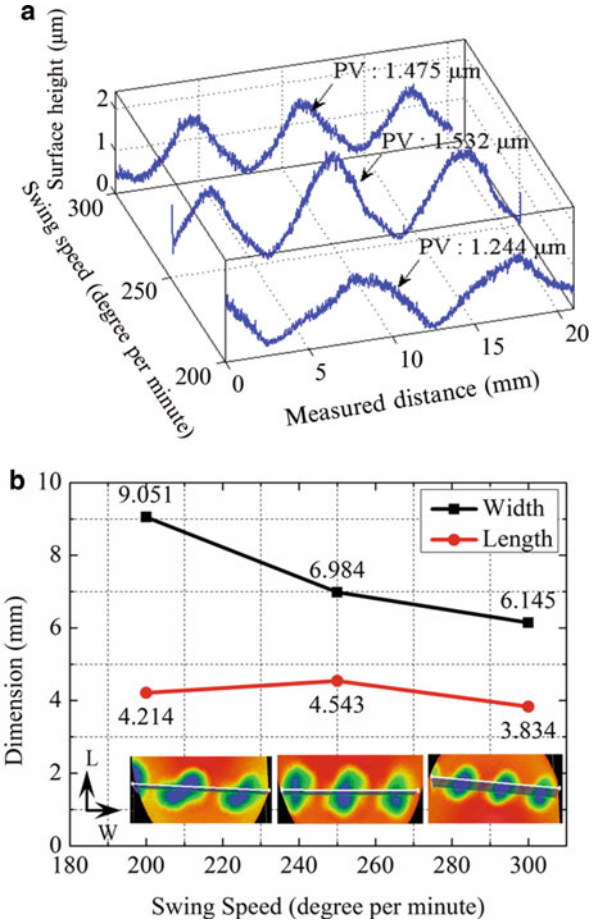 a
Surface height (μm)
2
1
0
PV : 1.475 μm
PV : 1.532 μm
PV : 1.244 μm
300
250
200
Swing speed (degree per minute)
0
5
10
15
20
Measured distance (mm)
b
Dimension (mm)
10
8
6
4
2
0
9.051
6.984
6.145
4.214
4.543
3.834
Width
Length
L
W
180
200
220
240
260
280
300
Swing Speed (degree per minute)